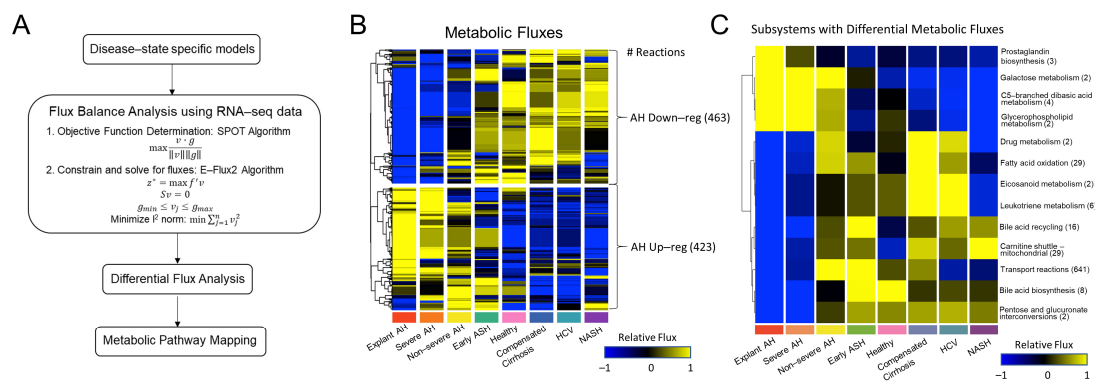 A
Disease–state specific models
Flux Balance Analysis using RNA–seq data
1. Objective Function Determination: SPOT Algorithm
max v · g / ‖v‖‖g‖
2. Constrain and solve for fluxes: E–Flux2 Algorithm
z* = max f′v
Sv = 0
g_min ≤ v_j ≤ g_max
Minimize l² norm: min ∑ⁿⱼ₌₁ v²ⱼ
Differential Flux Analysis
Metabolic Pathway Mapping
B
Metabolic Fluxes
# Reactions
AH Down–reg (463)
AH Up–reg (423)
Explant AH
Severe AH
Non–severe AH
Early ASH
Healthy
Compensated
Cirrhosis
HCV
NASH
Relative Flux
−1 0 1
C
Subsystems with Differential Metabolic Fluxes
Prostaglandin
biosynthesis (3)
Galactose metabolism (2)
C5–branched dibasic acid
metabolism (4)
Glycerophospholipid
metabolism (2)
Drug metabolism (2)
Fatty acid oxidation (29)
Eicosanoid metabolism (2)
Leukotriene metabolism (6
Bile acid recycling (16)
Carnitine shuttle –
mitochondrial (29)
Transport reactions (641)
Bile acid biosynthesis (8)
Pentose and glucuronate
interconversions (2)
Explant AH
Severe AH
Non–severe AH
Early ASH
Healthy
Compensated
Cirrhosis
HCV
NASH
Relative Flux
−1 0 1